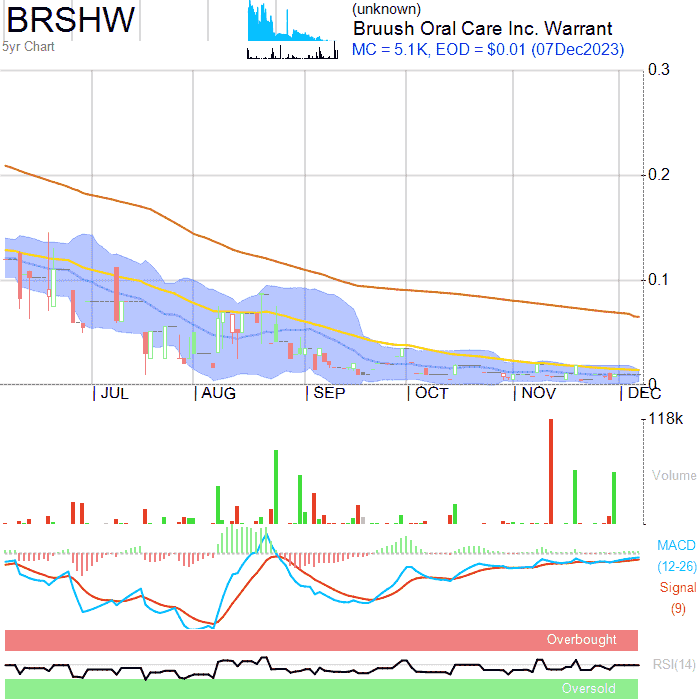 BRSHW
5yr Chart
(unknown)
Bruush Oral Care Inc. Warrant
MC = 5.1K, EOD = $0.01 (07Dec2023)
0.3
0.2
0.1
0
JUL AUG SEP OCT NOV DEC
118k
Volume
MACD
(12-26)
Signal
(9)
Overbought
RSI(14)
Oversold